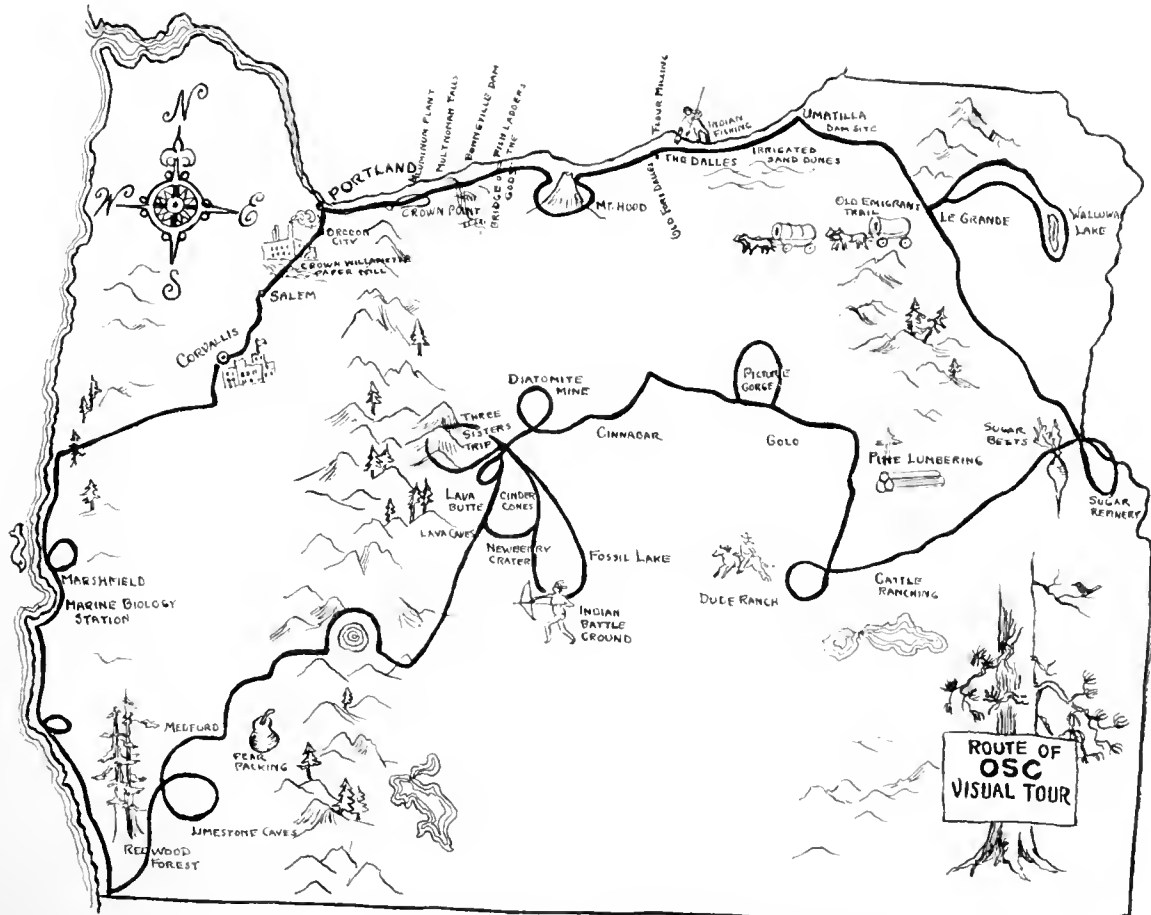 N
W
E
S
PORTLAND
ALUMINUM PLANT
MULTNOMAH FALLS
BONNEVILLE DAM
FISH LADDERS
BRIDGE OF THE
GODS
CROWN POINT
MT. HOOD
OLD FORT DALLES
FLOUR MILLING
INDIAN
FISHING
THE DALLES
IRRIGATED
SAND DUNES
UMATILLA
DAM SITE
OLD EMIGRANT
TRAIL
LE GRANDE
WALLOWA
LAKE
OREGON
CITY
CROWN WILLAMETTE
PAPER MILL
SALEM
CORVALLIS
DIATOMITE
MINE
PICTURE
GORGE
THREE
SISTERS
TRIP
CINNABAR
GOLD
SUGAR
BEETS
PINE LUMBERING
SUGAR
REFINERY
LAVA
BUTTE
CINDER
CONES
LAVA CAVES
NEWBERRY
CRATER
FOSSIL LAKE
MARSHFIELD
MARINE BIOLOGY
STATION
INDIAN
BATTLE
GROUND
DUDE RANCH
CATTLE
RANCHING
MEDFORD
PEAR
PACKING
LIMESTONE CAVES
REDWOOD
FOREST
ROUTE OF
OSC
VISUAL TOUR